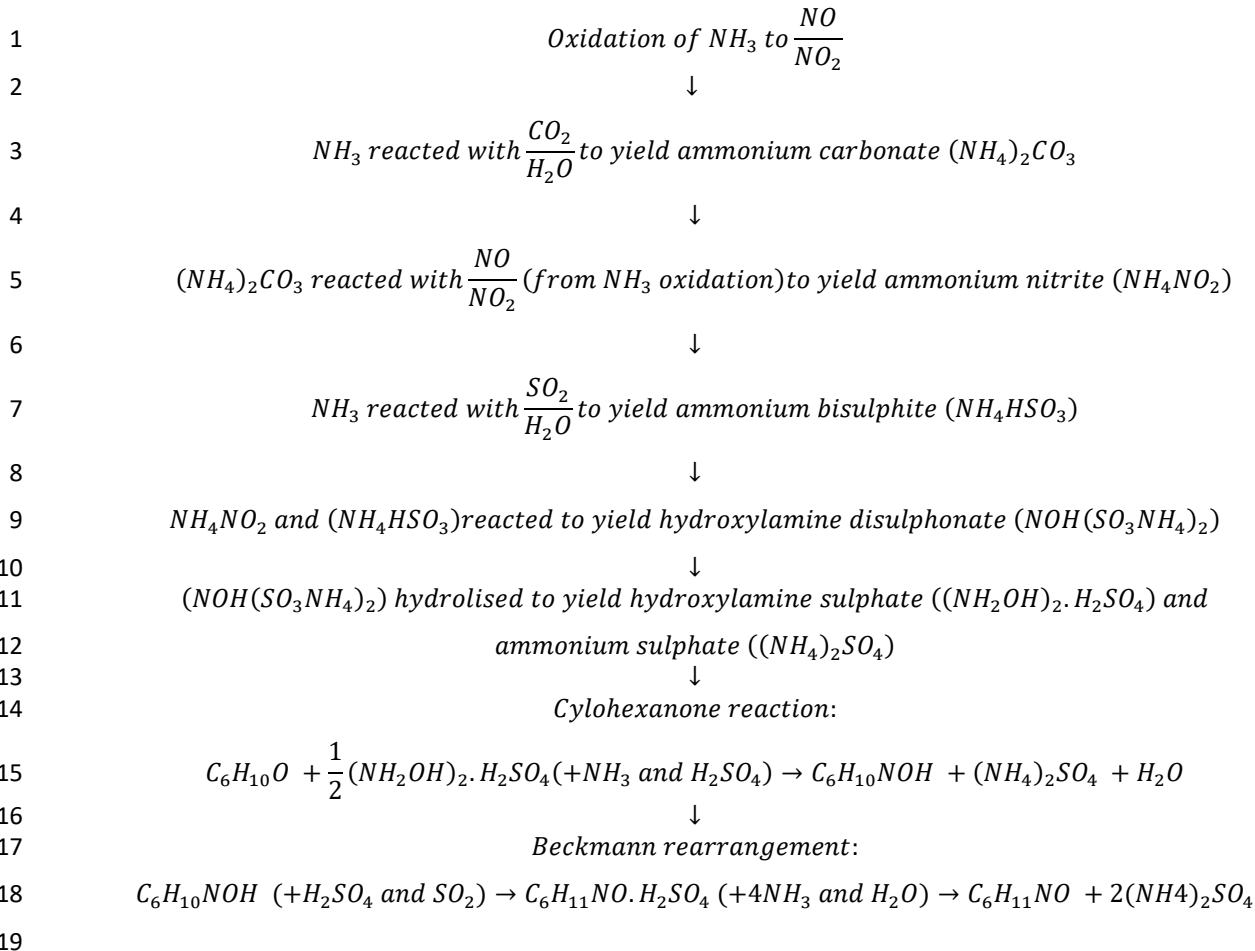 1 Oxidation of NH₃ to NO/NO₂
2 ↓
3 NH₃ reacted with CO₂/H₂O to yield ammonium carbonate (NH₄)₂CO₃
4 ↓
5 (NH₄)₂CO₃ reacted with NO/NO₂ (from NH₃ oxidation)to yield ammonium nitrite (NH₄NO₂)
6 ↓
7 NH₃ reacted with SO₂/H₂O to yield ammonium bisulphite (NH₄HSO₃)
8 ↓
9 NH₄NO₂ and (NH₄HSO₃)reacted to yield hydroxylamine disulphonate (NOH(SO₃NH₄)₂)
10 ↓
11 (NOH(SO₃NH₄)₂) hydrolised to yield hydroxylamine sulphate ((NH₂OH)₂.H₂SO₄) and
12 ammonium sulphate ((NH₄)₂SO₄)
13 ↓
14 Cylohexanone reaction:
15 C₆H₁₀O + 1/2 (NH₂OH)₂.H₂SO₄(+NH₃ and H₂SO₄) → C₆H₁₀NOH + (NH₄)₂SO₄ + H₂O
16 ↓
17 Beckmann rearrangement:
18 C₆H₁₀NOH (+H₂SO₄ and SO₂) → C₆H₁₁NO.H₂SO₄ (+4NH₃ and H₂O) → C₆H₁₁NO + 2(NH4)₂SO₄
19